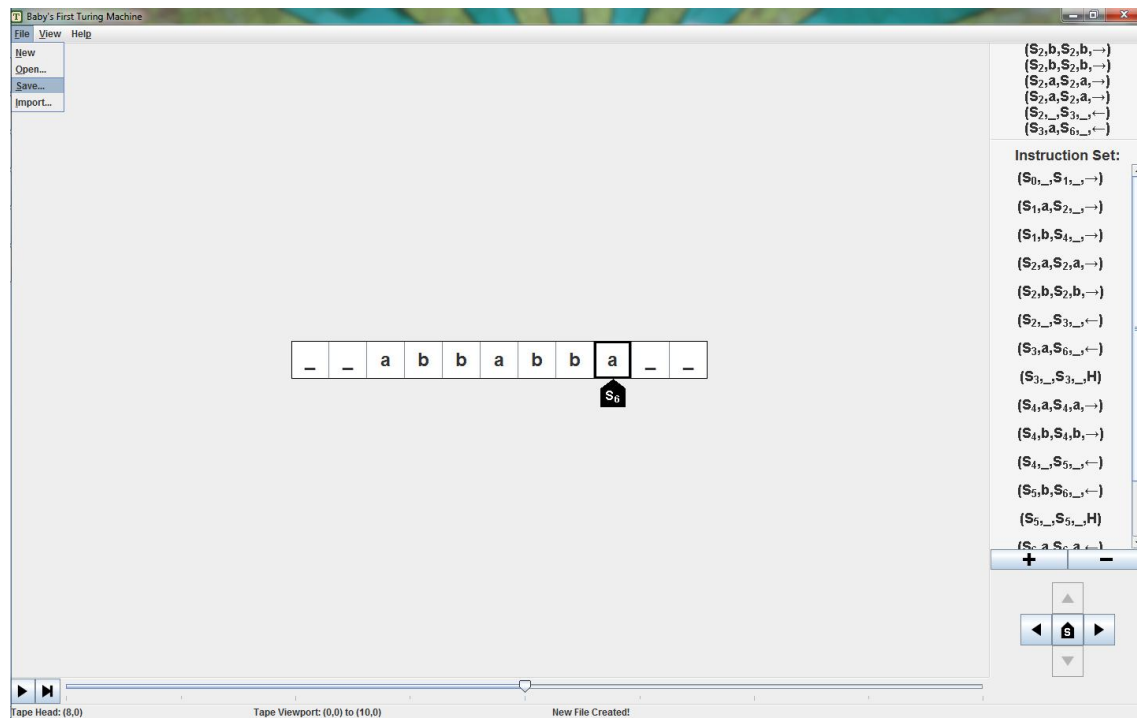 Baby's First Turing Machine
File View Help
New
Open...
Save...
Import...
(S₂,b,S₂,b,→)
(S₂,b,S₂,b,→)
(S₂,a,S₂,a,→)
(S₂,a,S₂,a,→)
(S₂,_,S₃,_,←)
(S₃,a,S₆,_,←)
Instruction Set:
(S₀,_,S₁,_,→)
(S₁,a,S₂,_,→)
(S₁,b,S₄,_,→)
(S₂,a,S₂,a,→)
(S₂,b,S₂,b,→)
(S₂,_,S₃,_,←)
(S₃,a,S₆,_,←)
(S₃,_,S₃,_,H)
(S₄,a,S₄,a,→)
(S₄,b,S₄,b,→)
(S₄,_,S₅,_,←)
(S₅,b,S₆,_,←)
(S₅,_,S₅,_,H)
(S₆,a,S₆,a,←)
+ −
_ _ a b b a b b a _ _
S₆
S
Tape Head: (8,0) Tape Viewport: (0,0) to (10,0) New File Created!